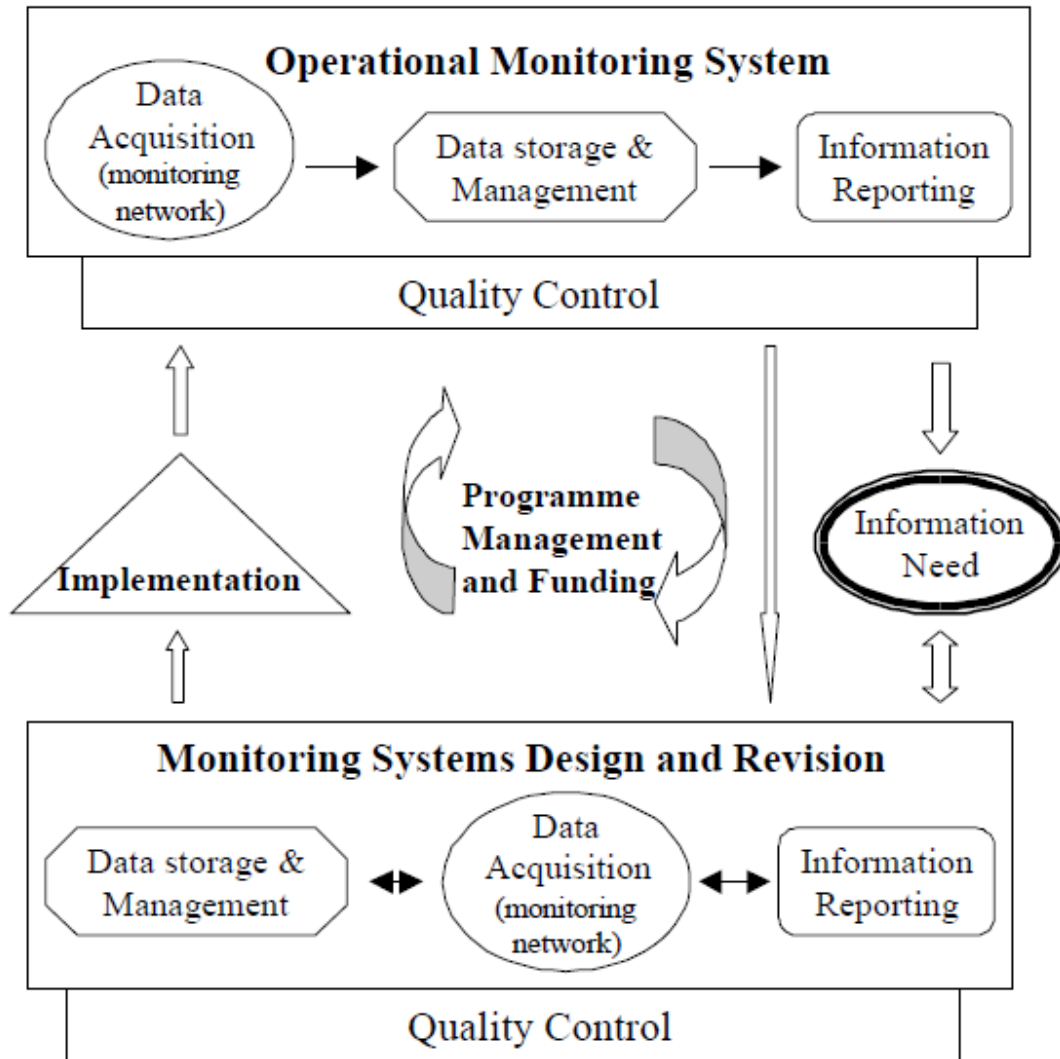 Operational Monitoring System
Data
Acquisition
(monitoring
network)
Data storage &
Management
Information
Reporting
Quality Control
Implementation
Programme
Management
and Funding
Information
Need
Monitoring Systems Design and Revision
Data storage &
Management
Data
Acquisition
(monitoring
network)
Information
Reporting
Quality Control